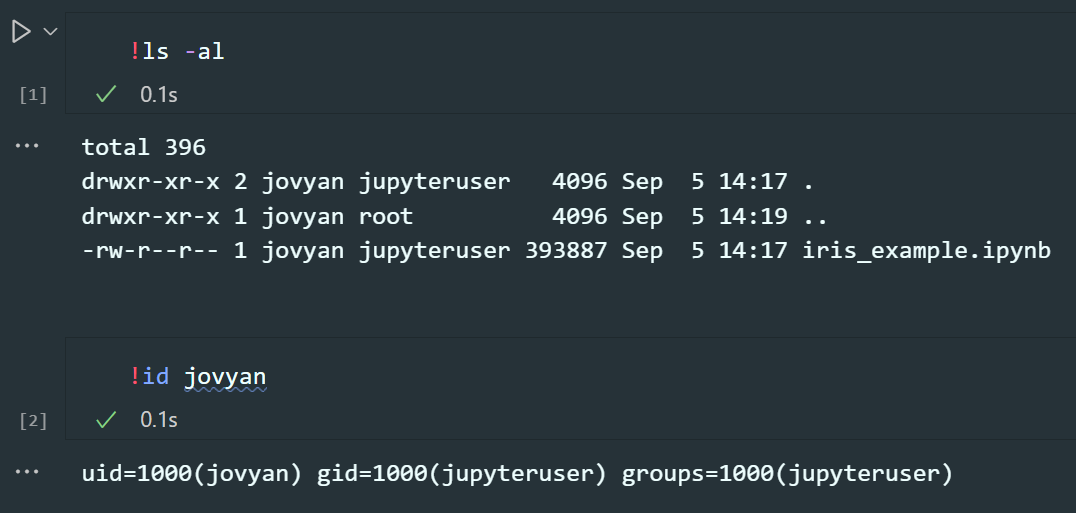 !ls -al
[1] ✓ 0.1s
total 396
drwxr-xr-x 2 jovyan jupyteruser   4096 Sep  5 14:17 .
drwxr-xr-x 1 jovyan root          4096 Sep  5 14:19 ..
-rw-r--r-- 1 jovyan jupyteruser 393887 Sep  5 14:17 iris_example.ipynb
!id jovyan
[2] ✓ 0.1s
uid=1000(jovyan) gid=1000(jupyteruser) groups=1000(jupyteruser)